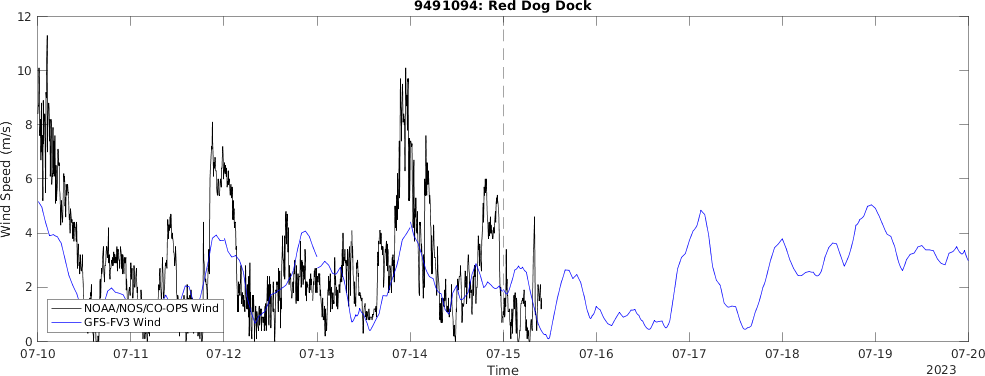 9491094: Red Dog Dock
12
10
8
6
4
2
0
Wind Speed (m/s)
NOAA/NOS/CO-OPS Wind
GFS-FV3 Wind
07-10 07-11 07-12 07-13 07-14 07-15 07-16 07-17 07-18 07-19 07-20
Time
2023